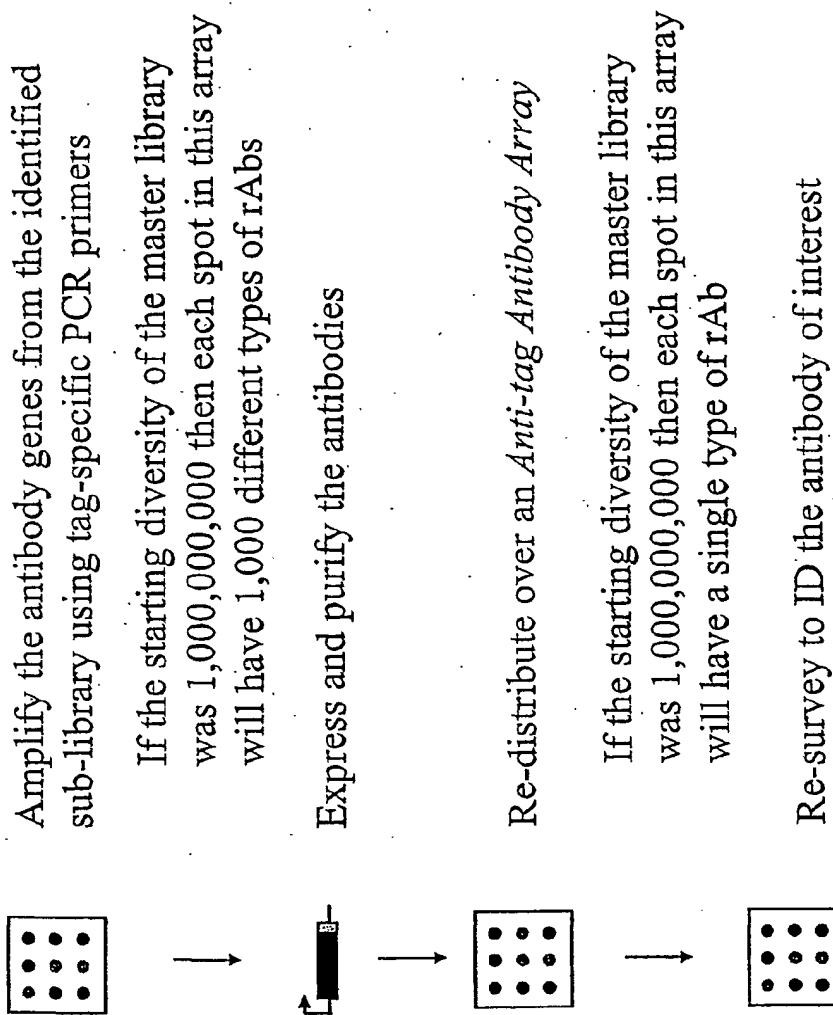 Amplify the antibody genes from the identified
sub-library using tag-specific PCR primers
If the starting diversity of the master library
was 1,000,000,000 then each spot in this array
will have 1,000 different types of rAbs
Express and purify the antibodies
Re-distribute over an Anti-tag Antibody Array
If the starting diversity of the master library
was 1,000,000,000 then each spot in this array
will have a single type of rAb
Re-survey to ID the antibody of interest